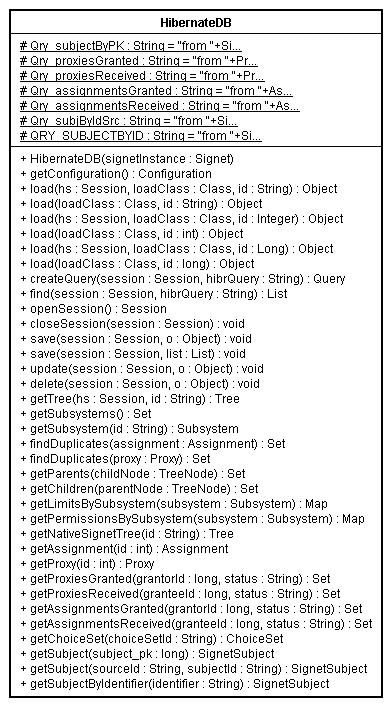 HibernateDB
# Qry_subjectByPK : String = "from "+Si...
# Qry_proxiesGranted : String = "from "+Pr...
# Qry_proxiesReceived : String = "from "+Pr...
# Qry_assignmentsGranted : String = "from "+As...
# Qry_assignmentsReceived : String = "from "+As...
# Qry_subjByIdSrc : String = "from "+Si...
# QRY_SUBJECTBYID : String = "from "+Si...
+ HibernateDB(signetInstance : Signet)
+ getConfiguration() : Configuration
+ load(hs : Session, loadClass : Class, id : String) : Object
+ load(loadClass : Class, id : String) : Object
+ load(hs : Session, loadClass : Class, id : Integer) : Object
+ load(loadClass : Class, id : int) : Object
+ load(hs : Session, loadClass : Class, id : Long) : Object
+ load(loadClass : Class, id : long) : Object
+ createQuery(session : Session, hibrQuery : String) : Query
+ find(session : Session, hibrQuery : String) : List
+ openSession() : Session
+ closeSession(session : Session) : void
+ save(session : Session, o : Object) : void
+ save(session : Session, list : List) : void
+ update(session : Session, o : Object) : void
+ delete(session : Session, o : Object) : void
+ getTree(hs : Session, id : String) : Tree
+ getSubsystems() : Set
+ getSubsystem(id : String) : Subsystem
+ findDuplicates(assignment : Assignment) : Set
+ findDuplicates(proxy : Proxy) : Set
+ getParents(childNode : TreeNode) : Set
+ getChildren(parentNode : TreeNode) : Set
+ getLimitsBySubsystem(subsystem : Subsystem) : Map
+ getPermissionsBySubsystem(subsystem : Subsystem) : Map
+ getNativeSignetTree(id : String) : Tree
+ getAssignment(id : int) : Assignment
+ getProxy(id : int) : Proxy
+ getProxiesGranted(grantorId : long, status : String) : Set
+ getProxiesReceived(granteeId : long, status : String) : Set
+ getAssignmentsGranted(grantorId : long, status : String) : Set
+ getAssignmentsReceived(granteeId : long, status : String) : Set
+ getChoiceSet(choiceSetId : String) : ChoiceSet
+ getSubject(subject_pk : long) : SignetSubject
+ getSubject(sourceId : String, subjectId : String) : SignetSubject
+ getSubjectByIdentifier(identifier : String) : SignetSubject